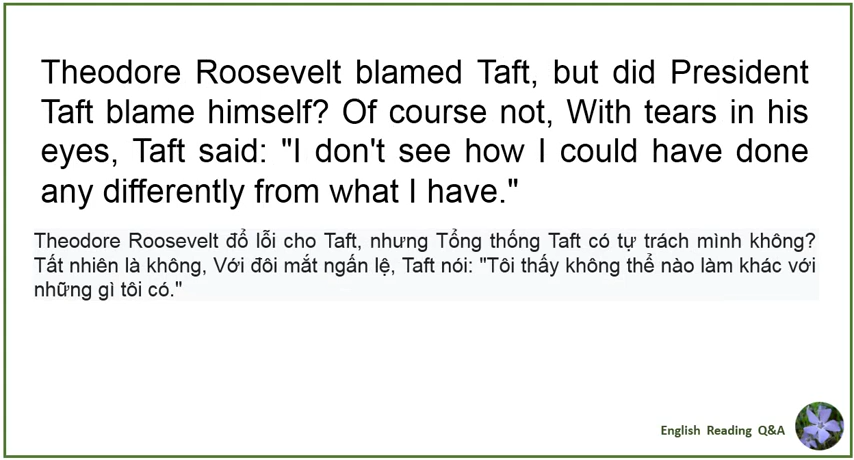 Theodore Roosevelt blamed Taft, but did President
Taft blame himself? Of course not, With tears in his
eyes, Taft said: "I don't see how I could have done
any differently from what I have."
Theodore Roosevelt đổ lỗi cho Taft, nhưng Tổng thống Taft có tự trách mình không?
Tất nhiên là không, Với đôi mắt ngấn lệ, Taft nói: "Tôi thấy không thể nào làm khác với
những gì tôi có."
English Reading Q&A